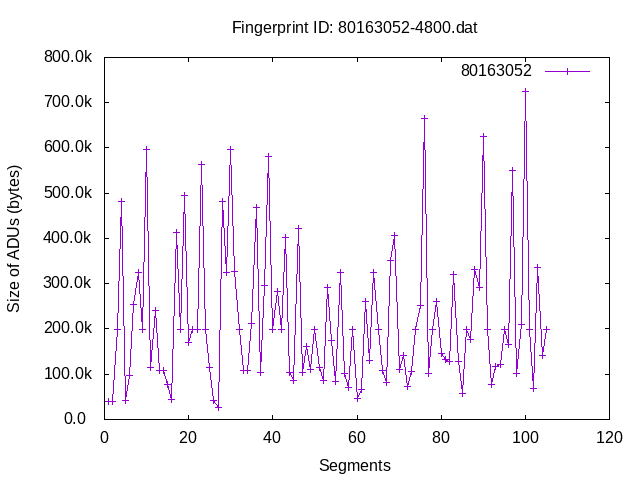 Fingerprint ID: 80163052-4800.dat
800.0k
80163052
700.0k
600.0k
500.0k
400.0k
300.0k
200.0k
100.0k
0.0
Size of ADUs (bytes)
0 20 40 60 80 100 120
Segments